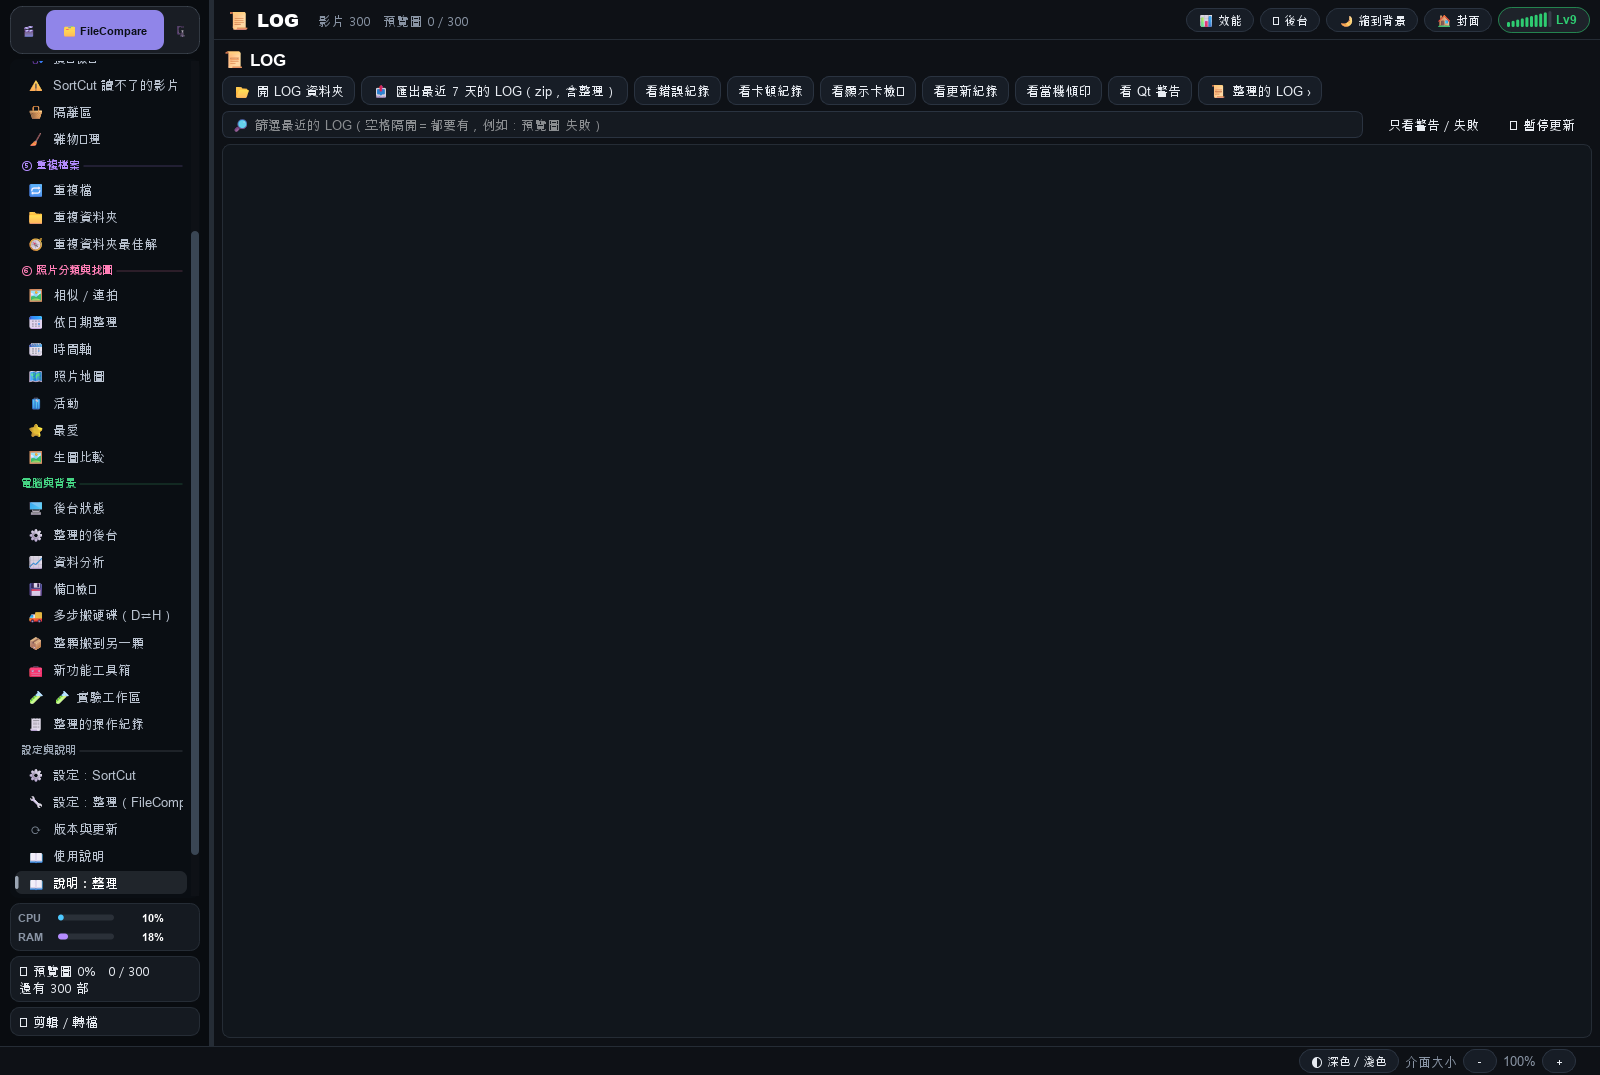 FileCompare
SortCut 讀不了的影片
隔離區
⑤ 重複檔案
重複檔
重複資料夾
重複資料夾最佳解
⑥ 照片分類與找圖
相似 / 連拍
依日期整理
時間軸
照片地圖
活動
最愛
生圖比較
電腦與背景
後台狀態
整理的後台
資料分析
多步搬硬碟（D⇄H）
整顆搬到另一顆
新功能工具箱
實驗工作區
整理的操作紀錄
設定與說明
設定：SortCut
設定：整理（FileComp
版本與更新
使用說明
說明：整理
CPU 10%
RAM 18%
預覽圖 0% 0 / 300
還有 300 部
剪輯 / 轉檔
LOG 影片 300 預覽圖 0 / 300
效能 後台 縮到背景 封面 Lv9
LOG
開 LOG 資料夾 匯出最近 7 天的 LOG（zip，含整理） 看錯誤紀錄 看卡頓紀錄 看顯示卡檢 看更新紀錄 看當機傾印 看 Qt 警告 整理的 LOG ›
篩選最近的 LOG（空格隔開＝都要有，例如：預覽圖 失敗） 只看警告 / 失敗 暫停更新
深色 / 淺色 介面大小 - 100% +